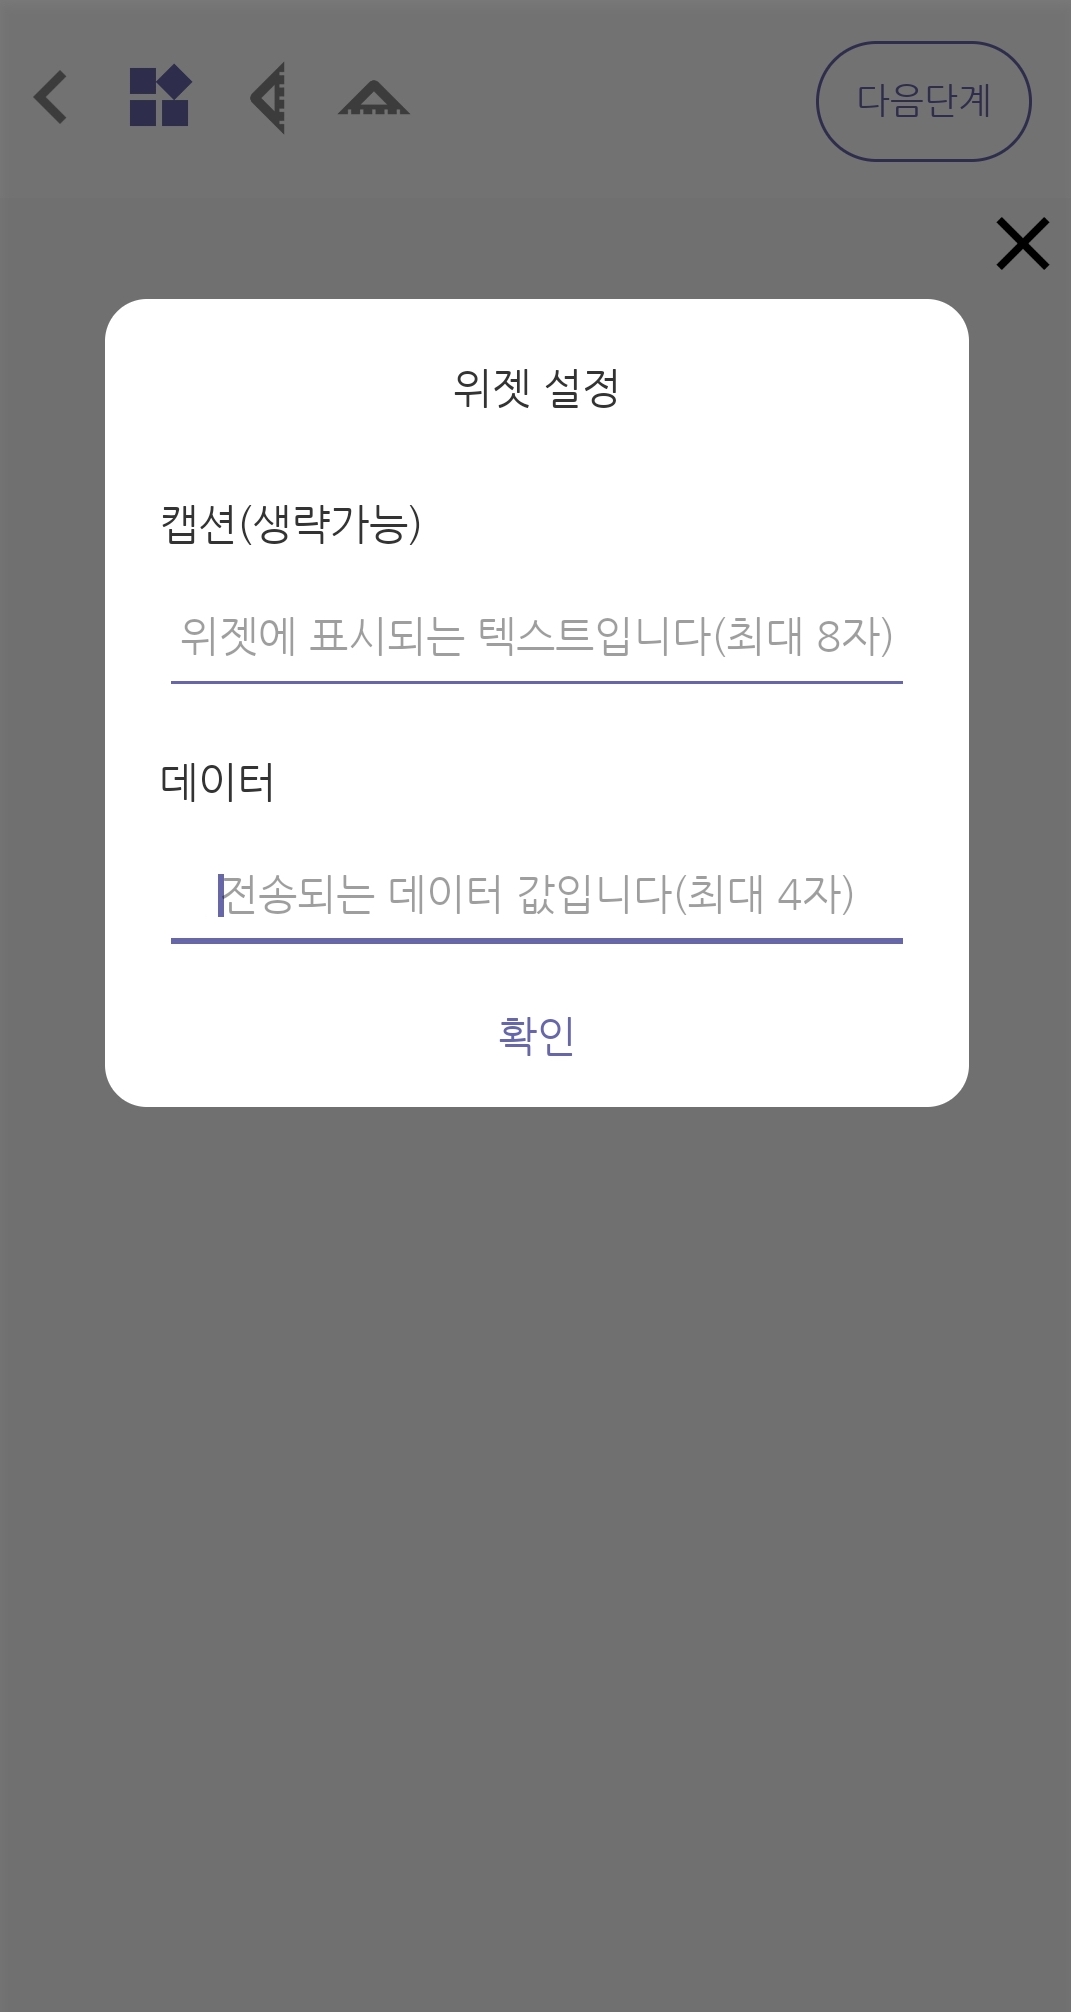 다음단계
위젯 설정
캡션(생략가능)
위젯에 표시되는 텍스트입니다(최대 8자)
데이터
전송되는 데이터 값입니다(최대 4자)
확인